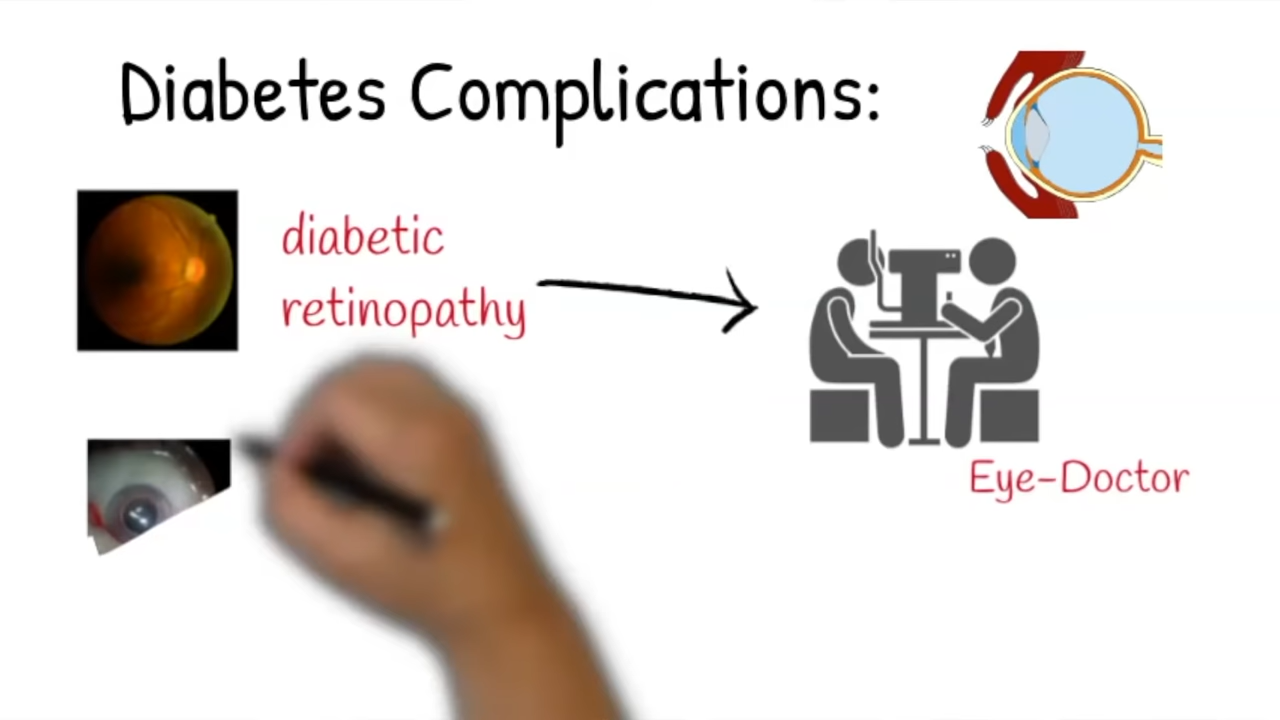 Diabetes Complications:
diabetic
retinopathy
Eye-Doctor